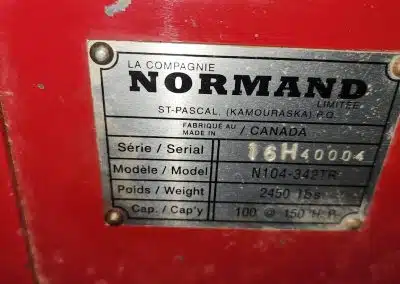 LA COMPAGNIE
NORMAND
LIMITÉE
ST-PASCAL, (KAMOURASKA) P.Q.
FABRIQUÉ AU / MADE IN / CANADA
Série / Serial 16H40004
Modèle / Model N104-342TR
Poids / Weight 2450 lbs
Cap. / Cap'y 100 @ 150 H.P.